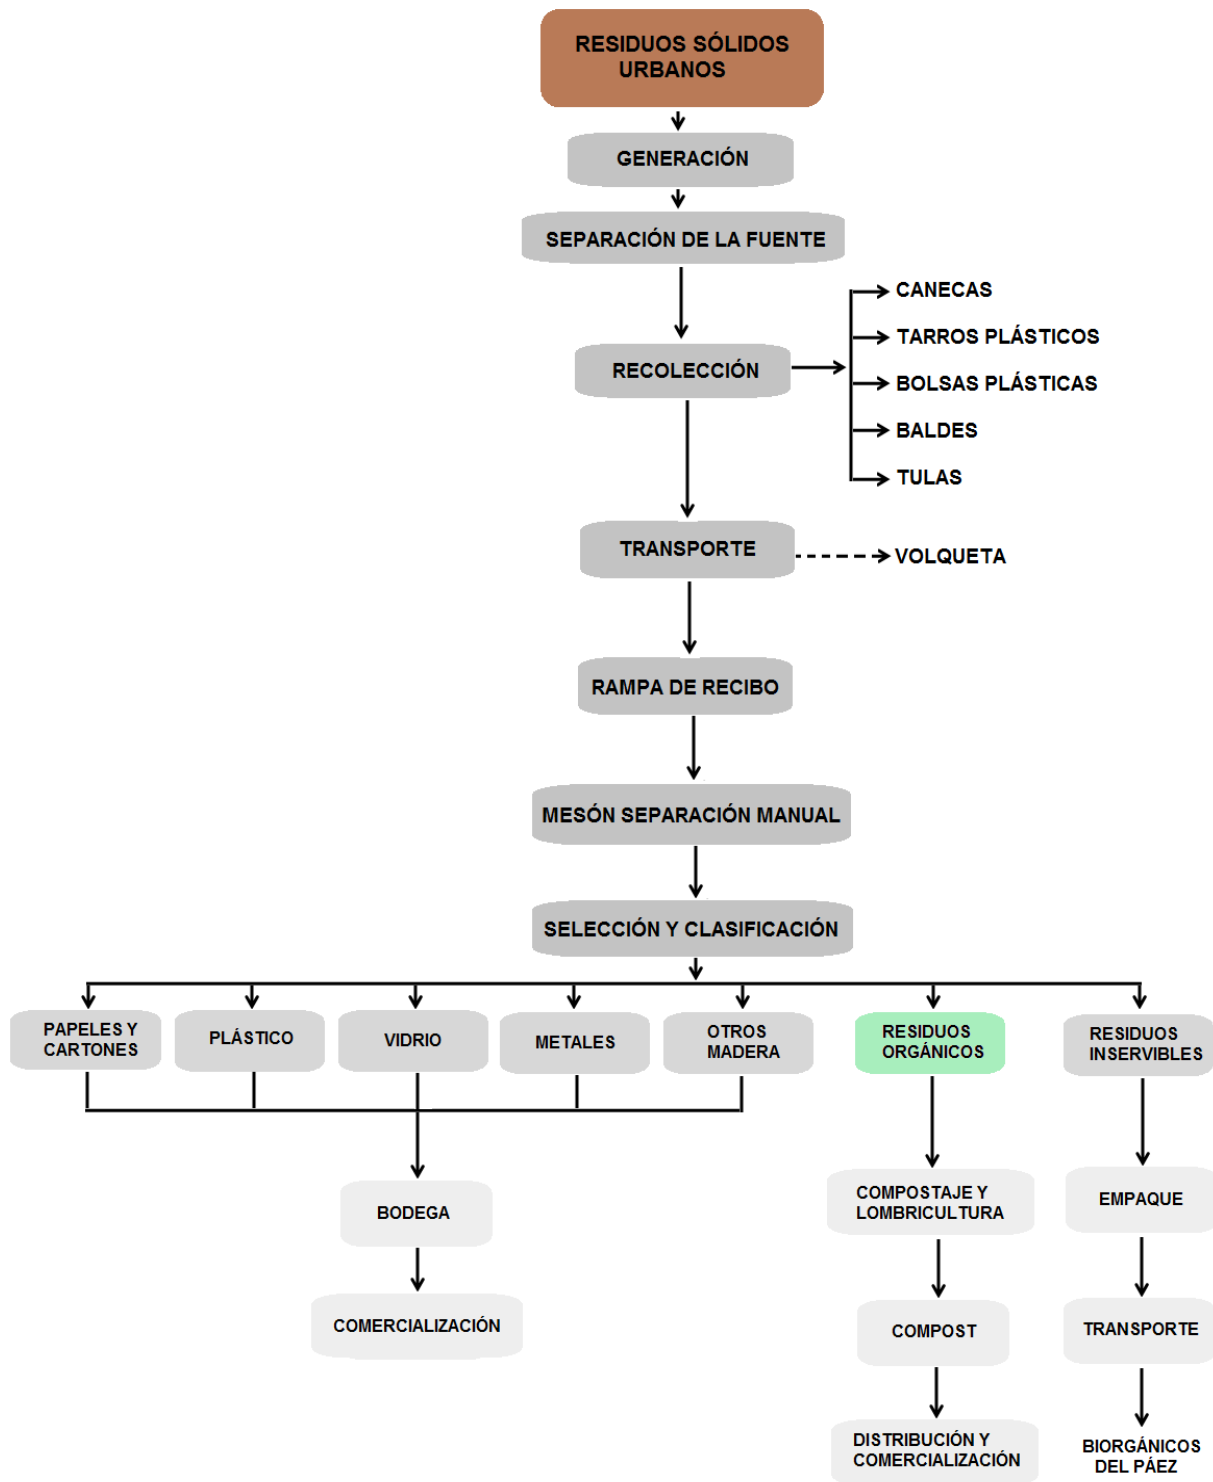 RESIDUOS SÓLIDOS
URBANOS
GENERACIÓN
SEPARACIÓN DE LA FUENTE
RECOLECCIÓN
CANECAS
TARROS PLÁSTICOS
BOLSAS PLÁSTICAS
BALDES
TULAS
TRANSPORTE
VOLQUETA
RAMPA DE RECIBO
MESÓN SEPARACIÓN MANUAL
SELECCIÓN Y CLASIFICACIÓN
PAPELES Y
CARTONES
PLÁSTICO
VIDRIO
METALES
OTROS
MADERA
RESIDUOS
ORGÁNICOS
RESIDUOS
INSERVIBLES
BODEGA
COMERCIALIZACIÓN
COMPOSTAJE Y
LOMBRICULTURA
COMPOST
DISTRIBUCIÓN Y
COMERCIALIZACIÓN
EMPAQUE
TRANSPORTE
BIORGÁNICOS
DEL PÁEZ